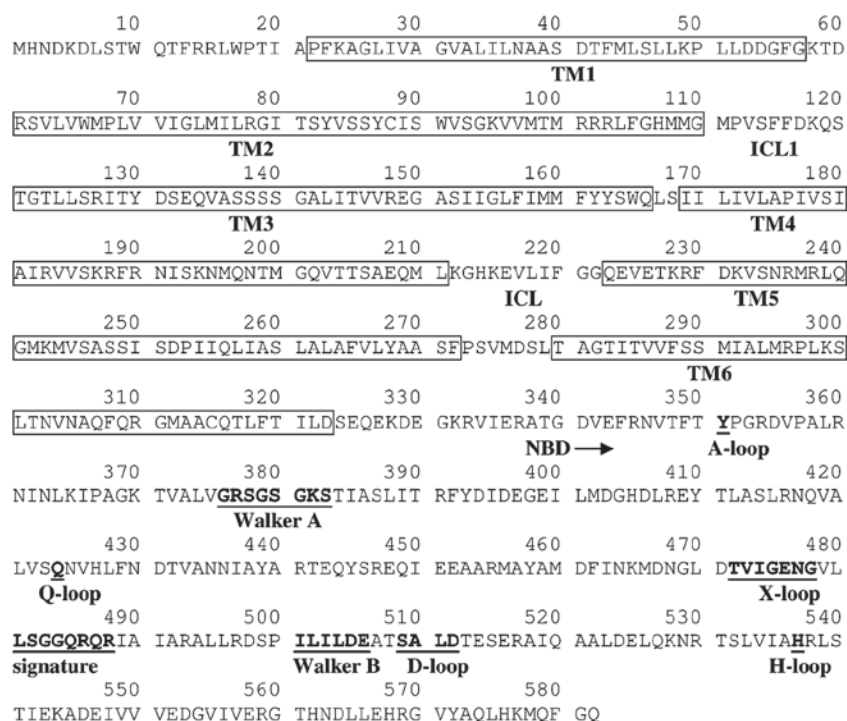 10 20 30 40 50 60
MHNDKDLSTW QTFRRLWPTI APFKAGLIVA GVALILNAAS DTFMLSLLKP LLDDGFGKTD
TM1
70 80 90 100 110 120
RSVLVWMPLV VIGLMILRGI TSYVSSYCIS WVSGKVVMTM RRRLFGHMMG MPVSFFDKQS
TM2 ICL1
130 140 150 160 170 180
TGTLLSRITY DSEQVASSSS GALITVVREG ASIIGLFIMM FYYSWQLSII LIVLAPIVSI
TM3 TM4
190 200 210 220 230 240
AIRVVSKRFR NISKNMQNTM GQVTTSAEQM LKGHKEVLIF GGQEVETKRF DKVSNRMRLQ
ICL TM5
250 260 270 280 290 300
GMKMVSASSI SDPIIQLIAS LALAFVLYAA SFPSVMDSLT AGTITVVFSS MIALMRPLKS
TM6
310 320 330 340 350 360
LTNVNAQFQR GMAACQTLFT ILDSEQEKDE GKRVIERATG DVEFRNVTFT YPGRDVPALR
NBD → A-loop
370 380 390 400 410 420
NINLKIPAGK TVALVGRSGS GKSTIASLIT RFYDIDEGEI LMDGHDLREY TLASLRNQVA
Walker A
430 440 450 460 470 480
LVSQNVHLFN DTVANNIAYA RTEQYSREQI EEAARMAYAM DFINKMDNGL DTVIGENGVL
Q-loop X-loop
490 500 510 520 530 540
LSGGQRQRIA IARALLRDSP ILILDEATSA LDTESERAIQ AALDELQKNR TSLVIAHRLS
signature Walker B D-loop H-loop
550 560 570 580
TIEKADEIVV VEDGVIVERG THNDLLEHRG VYAQLHKMQF GQ